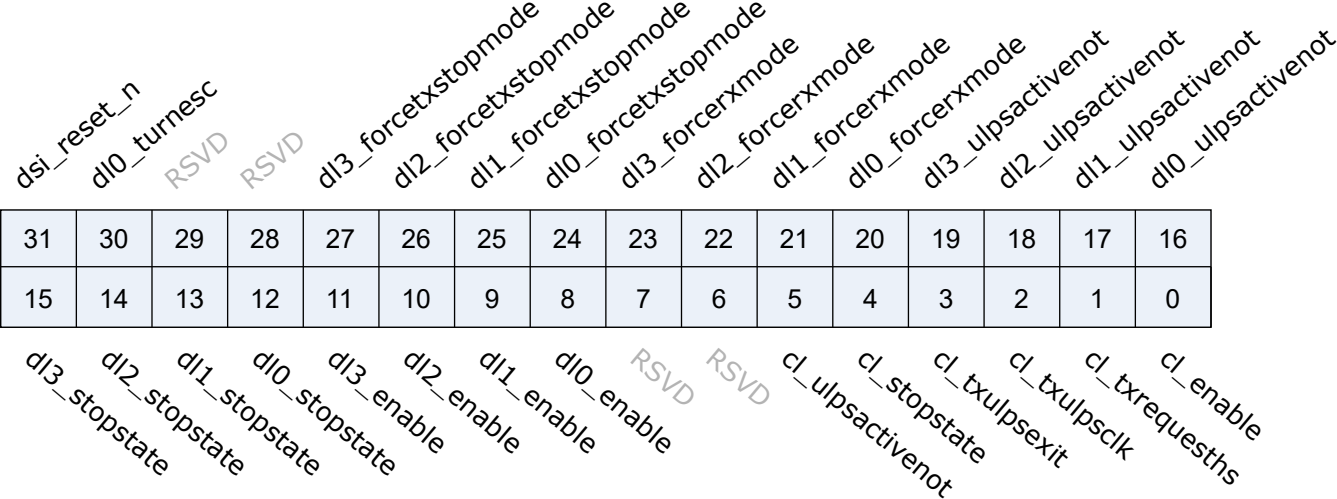 dsi_reset_n
dl0_turnesc
RSVD
RSVD
dl3_forcetxstopmode
dl2_forcetxstopmode
dl1_forcetxstopmode
dl0_forcetxstopmode
dl3_forcerxmode
dl2_forcerxmode
dl1_forcerxmode
dl0_forcerxmode
dl3_ulpsactivenot
dl2_ulpsactivenot
dl1_ulpsactivenot
dl0_ulpsactivenot
31 30 29 28 27 26 25 24 23 22 21 20 19 18 17 16
15 14 13 12 11 10 9 8 7 6 5 4 3 2 1 0
dl3_stopstate
dl2_stopstate
dl1_stopstate
dl0_stopstate
dl3_enable
dl2_enable
dl1_enable
dl0_enable
RSVD
RSVD
cl_ulpsactivenot
cl_stopstate
cl_txulpsexit
cl_txulpsclk
cl_txrequesths
cl_enable